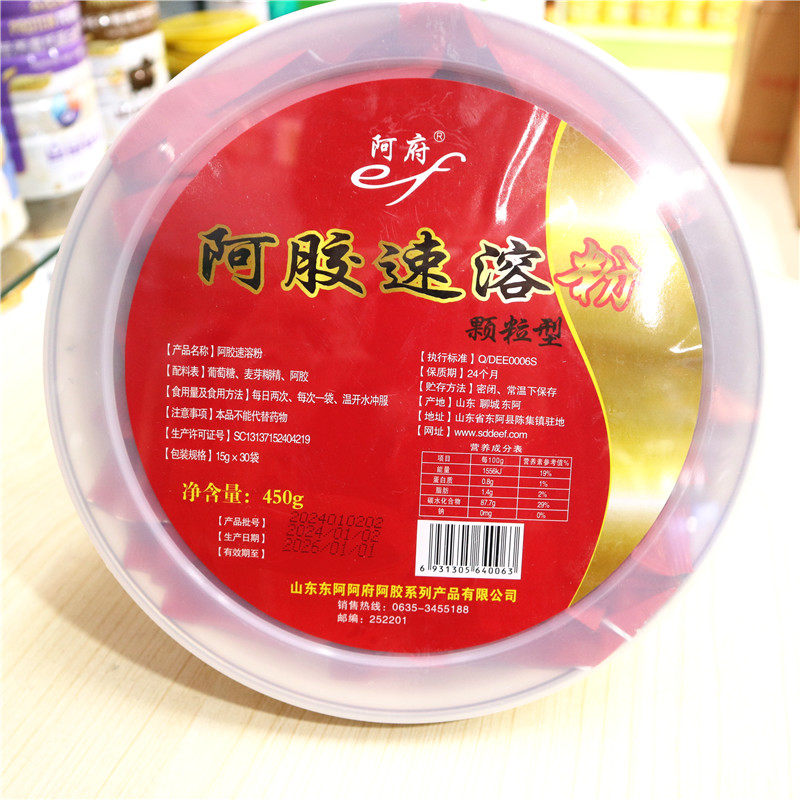 阿府®
ef
阿胶速溶粉
颗粒型
【产品名称】阿胶速溶粉
【配料表】葡萄糖、麦芽糊精、阿胶
【食用量及食用方法】每日两次、每次一袋、温开水冲服
【注意事项】本品不能代替药物
【生产许可证号】SC13137152404219
【包装规格】15g x 30袋
净含量：450g
【产品批号】2024010202
【生产日期】2024/01/02
【有效期至】2026/01/01
【执行标准】Q/DEE0006S
【保质期】24个月
【贮存方法】密闭、常温下保存
【产地】山东 聊城 东阿
【地址】山东省东阿县陈集镇驻地
【网址】www.sddeef.com
营养成分表
项目 每100g 营养素参考值%
能量 1556kJ 19%
蛋白质 0.8g 1%
脂肪 1.4g 2%
碳水化合物 87.7g 29%
钠 0mg 0%
6 931305 640063
山东东阿阿府阿胶系列产品有限公司
销售热线：0635-3455188
邮编：252201